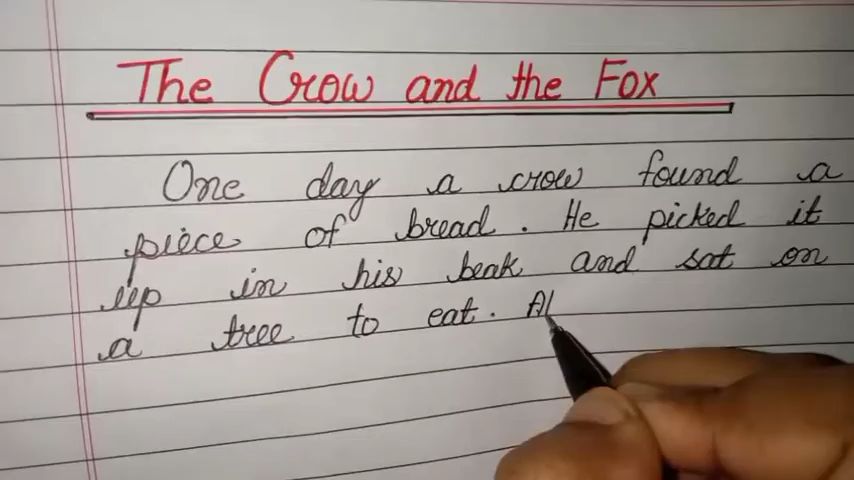 The Crow and the Fox
One day a crow found a
piece of bread. He picked it
up in his beak and sat on
a tree to eat. Al